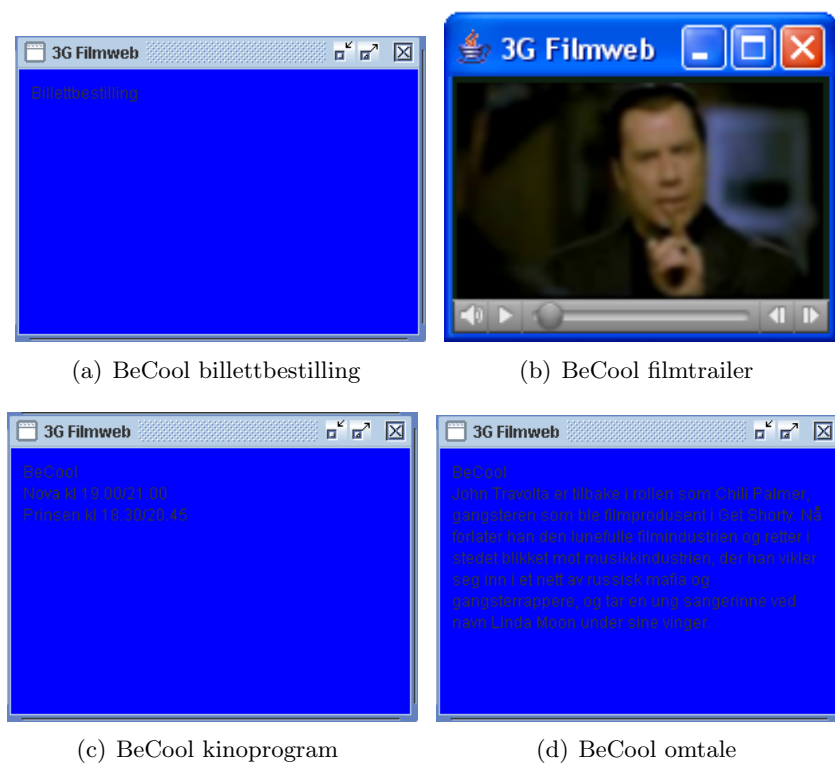 3G Filmweb
Billettbestilling
3G Filmweb
(a) BeCool billettbestilling
(b) BeCool filmtrailer
3G Filmweb
BeCool
Nova kl 19.00/21.00
Prinsen kl 18.30/20.45
3G Filmweb
BeCool
John Travolta er tilbake i rollen som Chili Palmer,
gangsteren som ble filmprodusent i Get Shorty. Nå
forlater han den lunefulle filmindustrien og retter i
stedet blikket mot musikkindustrien, der han vikler
seg inn i et nett av russisk mafia og
gangsterrappere, og tar en ung sangerinne ved
navn Linda Moon under sine vinger.
(c) BeCool kinoprogram
(d) BeCool omtale